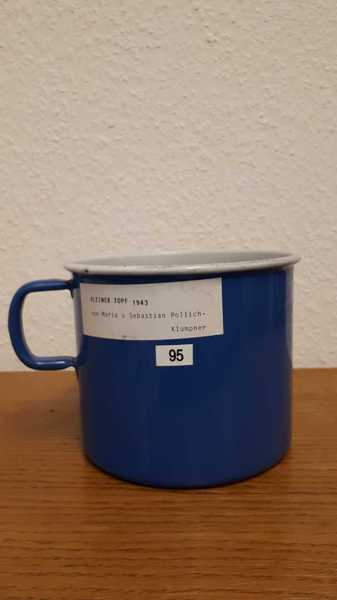 KLEINER TOPF 1943
von Maria u Sebastian Pollich-
Klumpner
95